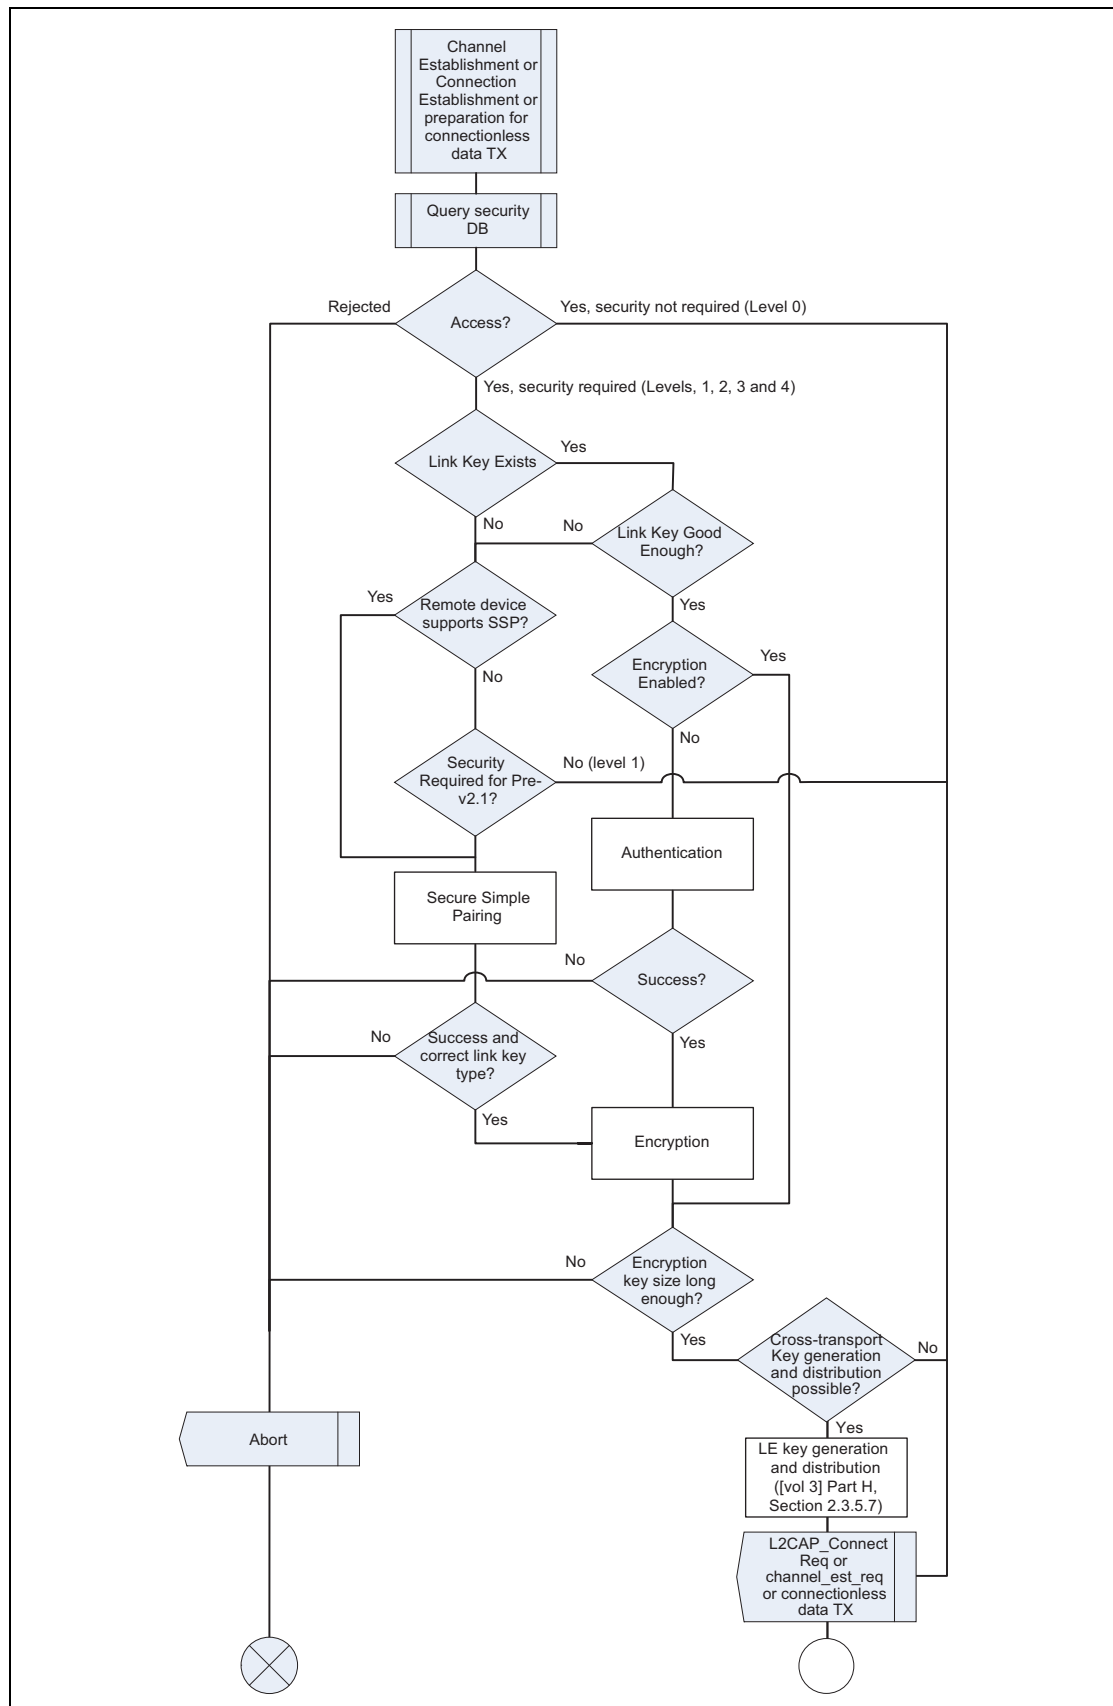 Channel
Establishment or
Connection
Establishment or
preparation for
connectionless
data TX
Query security
DB
Rejected
Access?
Yes, security not required (Level 0)
Yes, security required (Levels, 1, 2, 3 and 4)
Link Key Exists
Yes
No
No
Link Key Good
Enough?
Yes
Remote device
supports SSP?
Yes
No
Encryption
Enabled?
Yes
No
Security
Required for Pre-
v2.1?
No (level 1)
Authentication
Secure Simple
Pairing
No
Success?
Yes
No
Success and
correct link key
type?
Yes
Encryption
No
Encryption
key size long
enough?
Yes
Cross-transport
Key generation
and distribution
possible?
No
Yes
Abort
LE key generation
and distribution
([vol 3] Part H,
Section 2.3.5.7)
L2CAP_Connect
Req or
channel_est_req
or connectionless
data TX